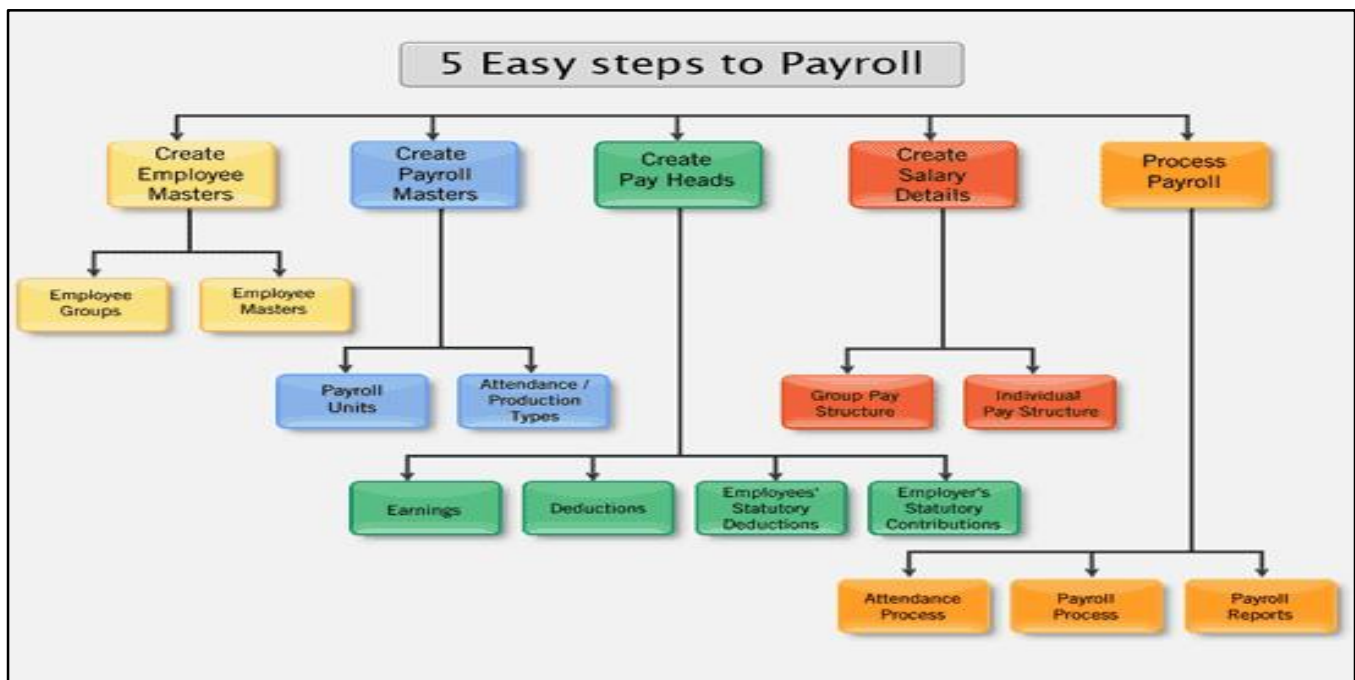 5 Easy steps to Payroll
Create
Employee
Masters
Create
Payroll
Masters
Create
Pay Heads
Create
Salary
Details
Process
Payroll
Employee
Groups
Employee
Masters
Payroll
Units
Attendance /
Production
Types
Group Pay
Structure
Individual
Pay Structure
Earnings
Deductions
Employees'
Statutory
Deductions
Employer's
Statutory
Contributions
Attendance
Process
Payroll
Process
Payroll
Reports